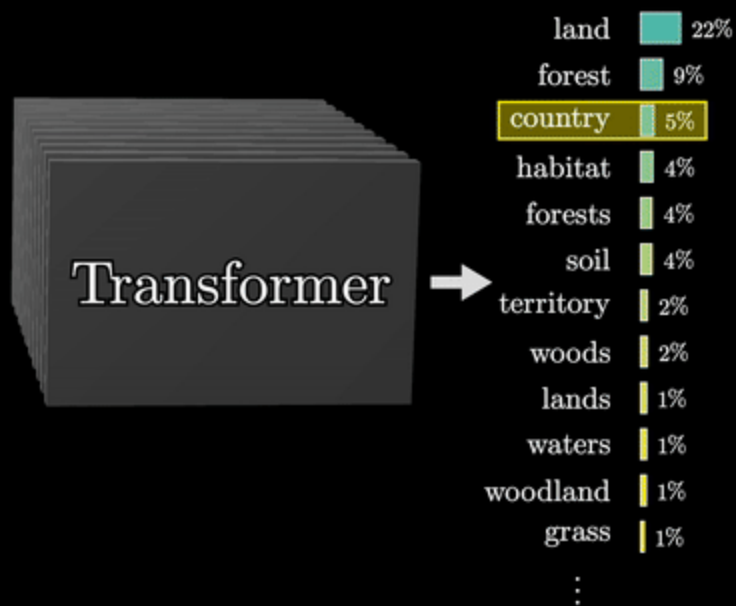 land 22%
forest 9%
country 5%
habitat 4%
forests 4%
Transformer
soil 4%
territory 2%
woods 2%
lands 1%
waters 1%
woodland 1%
grass 1%
⋮